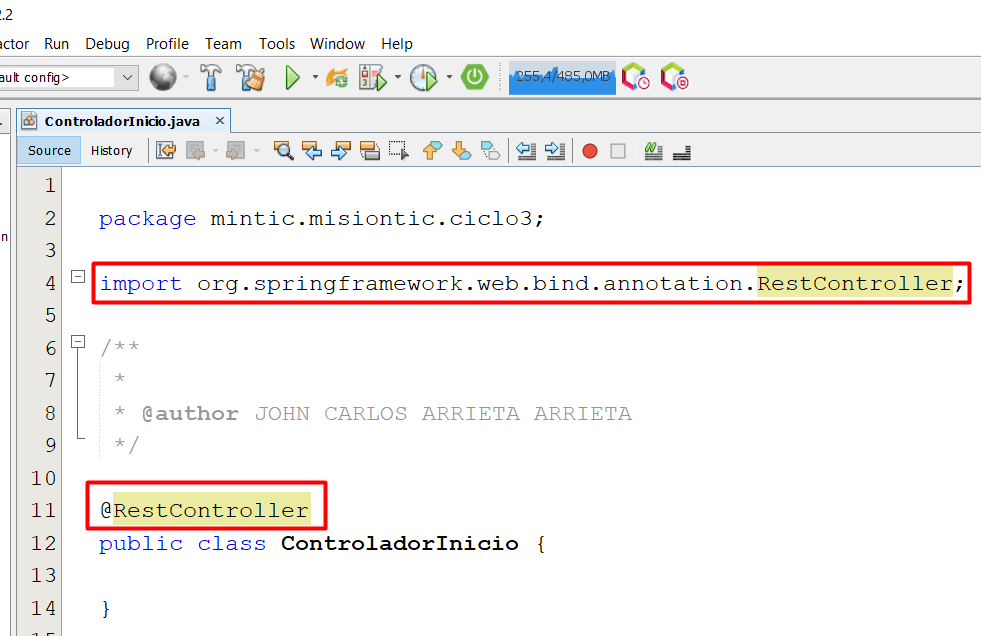 2.2
actor Run Debug Profile Team Tools Window Help
ault config> 255,4/485,0MB
ControladorInicio.java
Source History
1
2 package mintic.misiontic.ciclo3;
3
4 import org.springframework.web.bind.annotation.RestController;
5
6 /**
7 *
8 * @author JOHN CARLOS ARRIETA ARRIETA
9 */
10
11 @RestController
12 public class ControladorInicio {
13
14 }